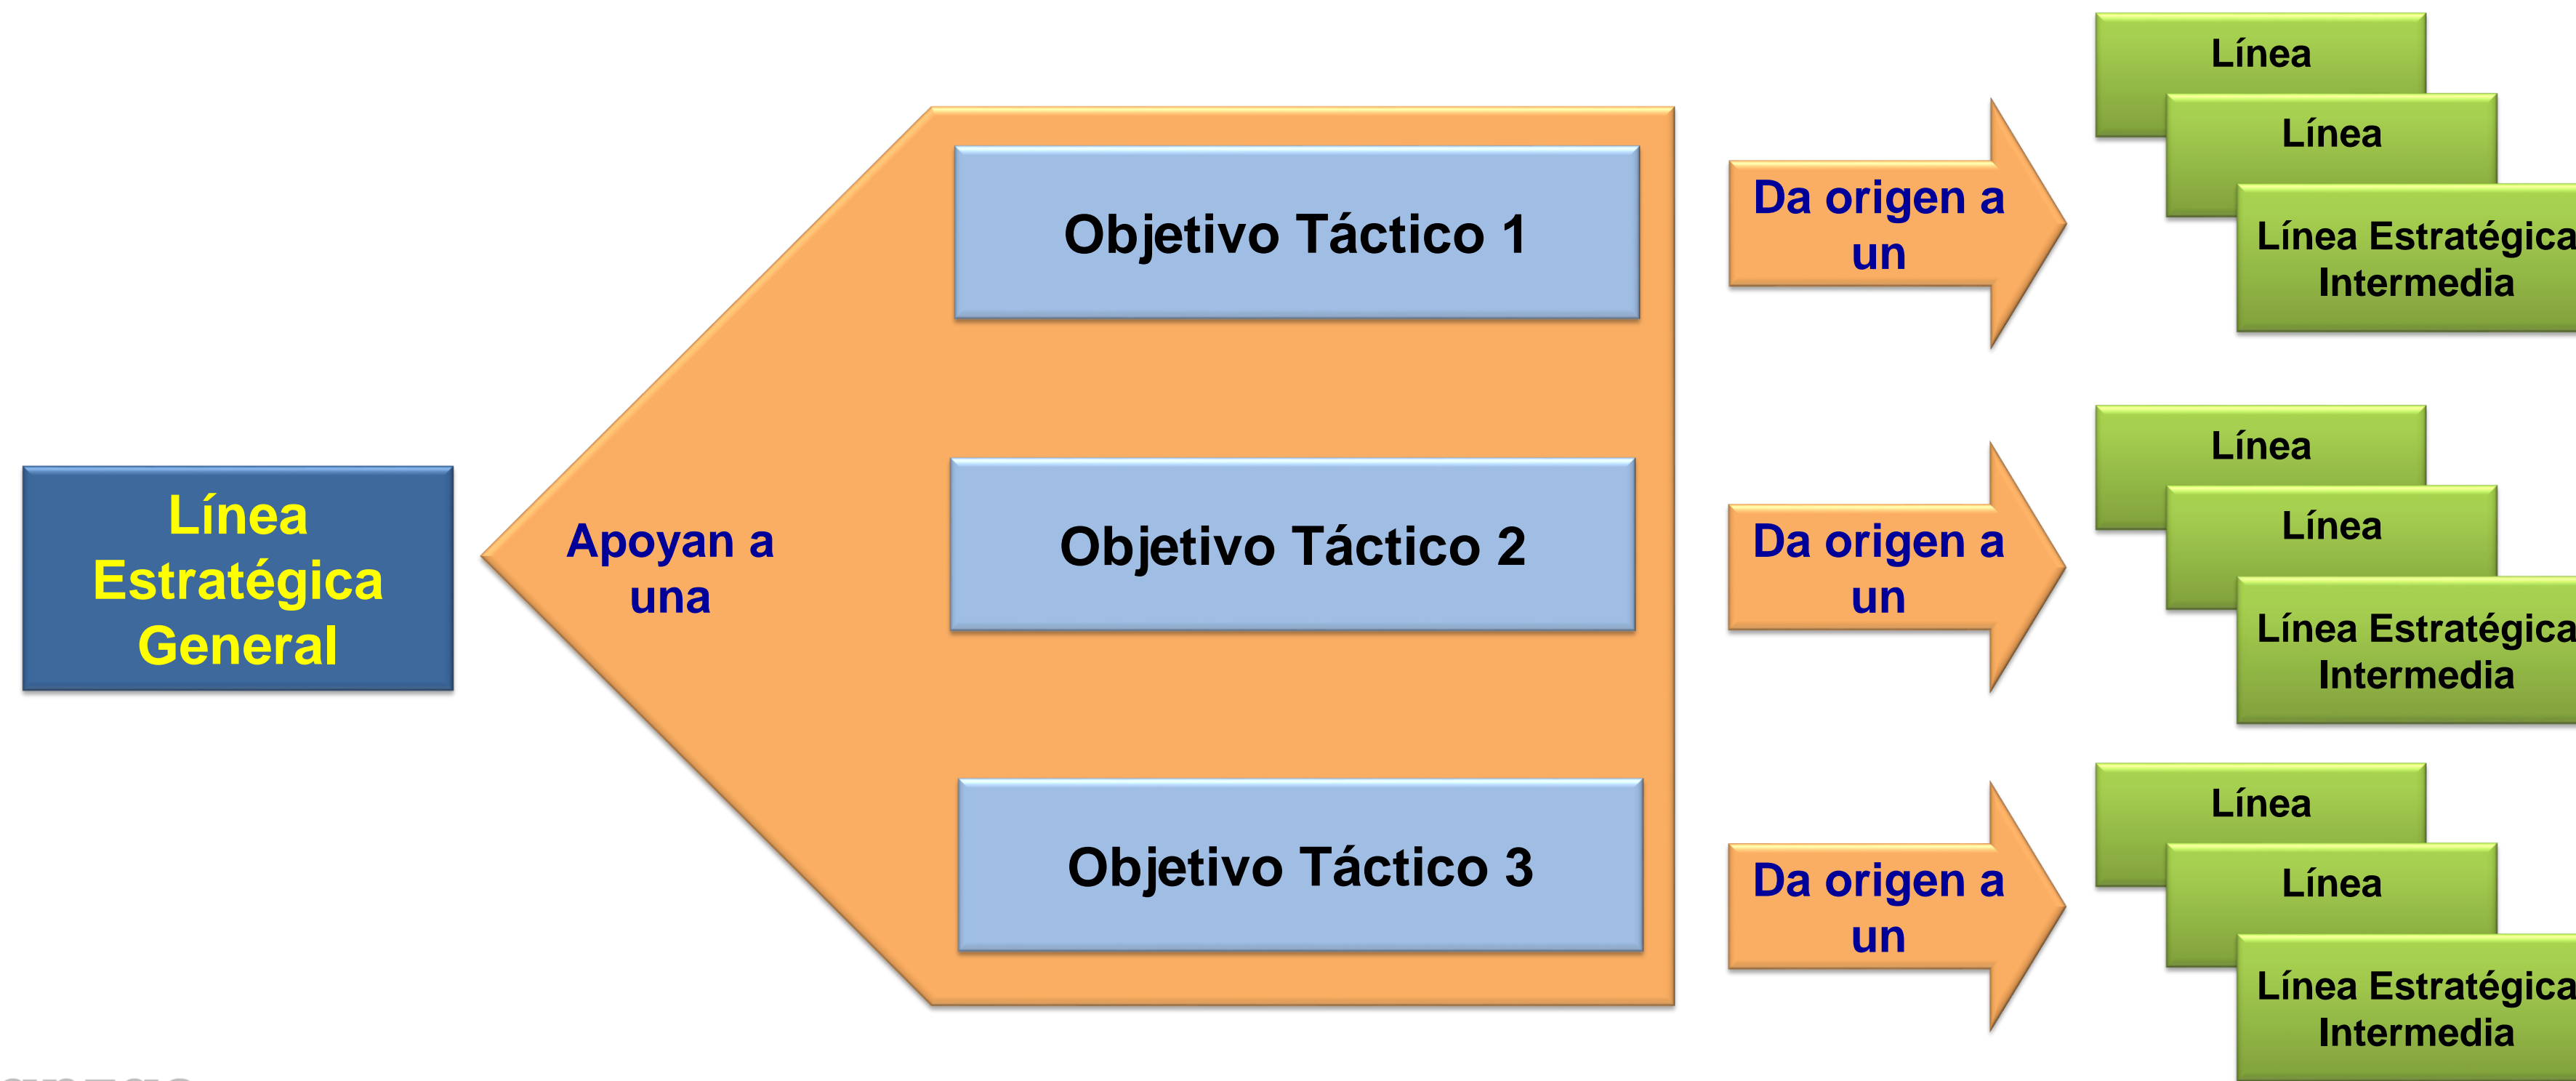 Línea
Estratégica
General
Apoyan a
una
Objetivo Táctico 1
Da origen a
un
Línea
Línea
Línea Estratégica
Intermedia
Objetivo Táctico 2
Da origen a
un
Línea
Línea
Línea Estratégica
Intermedia
Objetivo Táctico 3
Da origen a
un
Línea
Línea
Línea Estratégica
Intermedia